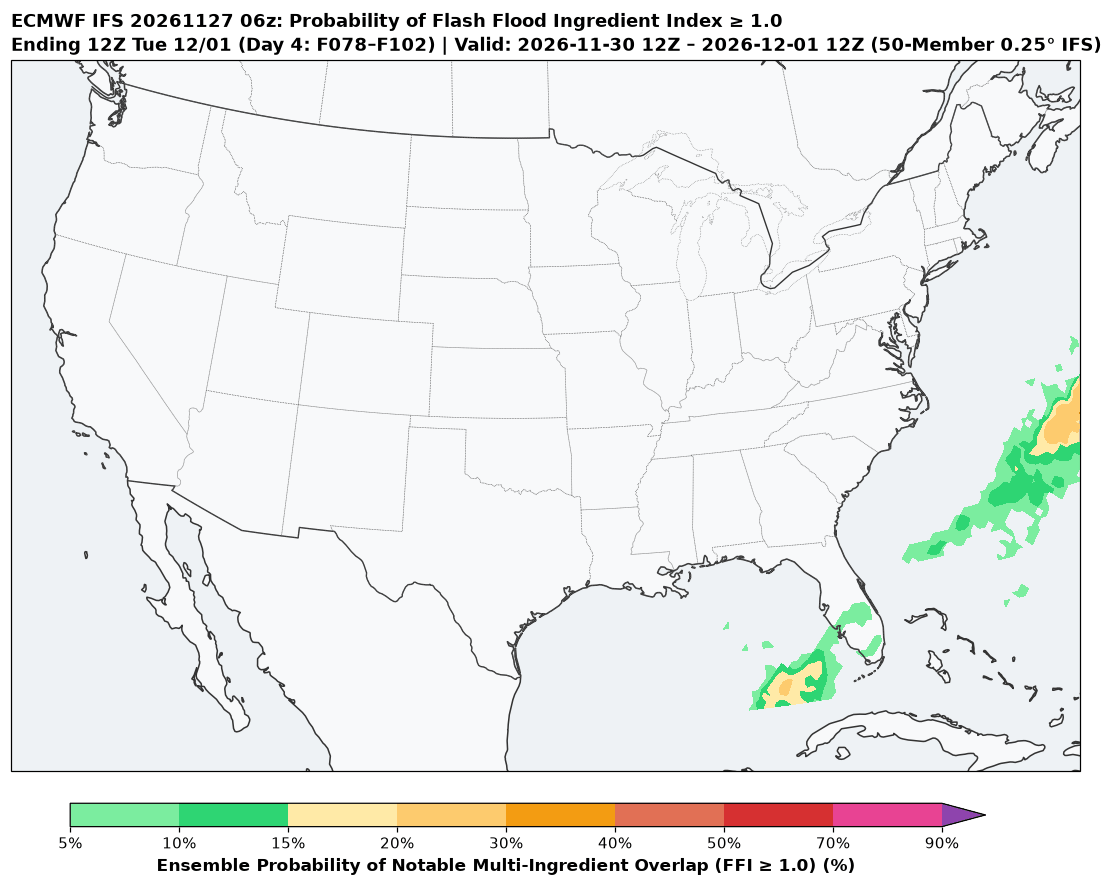 ECMWF IFS 20261127 06z: Probability of Flash Flood Ingredient Index ≥ 1.0
Ending 12Z Tue 12/01 (Day 4: F078–F102) | Valid: 2026-11-30 12Z – 2026-12-01 12Z (50-Member 0.25° IFS)
5% 10% 15% 20% 30% 40% 50% 70% 90%
Ensemble Probability of Notable Multi-Ingredient Overlap (FFI ≥ 1.0) (%)